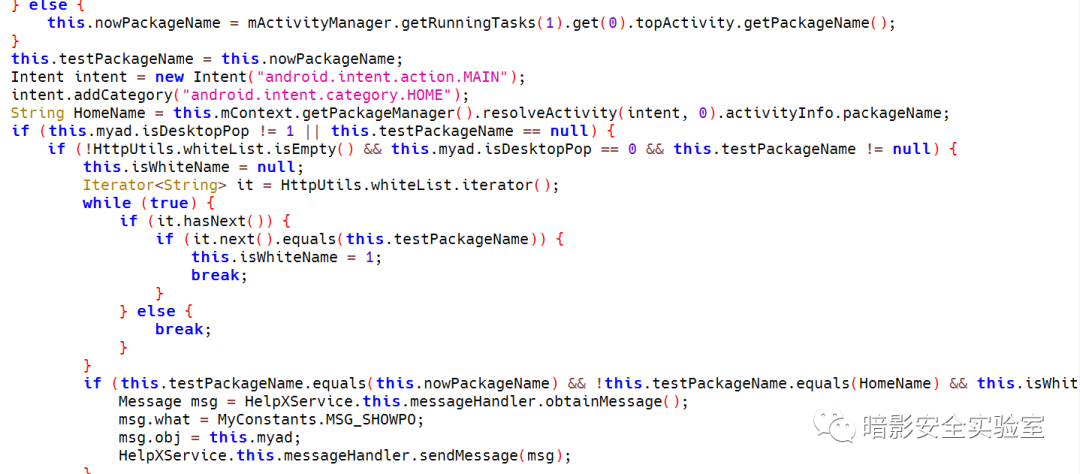 } else {
this.nowPackageName = mActivityManager.getRunningTasks(1).get(0).topActivity.getPackageName();
}
this.testPackageName = this.nowPackageName;
Intent intent = new Intent("android.intent.action.MAIN");
intent.addCategory("android.intent.category.HOME");
String HomeName = this.mContext.getPackageManager().resolveActivity(intent, 0).activityInfo.packageName;
if (this.myad.isDesktopPop != 1 || this.testPackageName == null) {
if (!HttpUtils.whiteList.isEmpty() && this.myad.isDesktopPop == 0 && this.testPackageName != null) {
this.isWhiteName = null;
Iterator<String> it = HttpUtils.whiteList.iterator();
while (true) {
if (it.hasNext()) {
if (it.next().equals(this.testPackageName)) {
this.isWhiteName = 1;
break;
}
} else {
break;
}
}
if (this.testPackageName.equals(this.nowPackageName) && !this.testPackageName.equals(HomeName) && this.isWhit
Message msg = HelpXService.this.messageHandler.obtainMessage();
msg.what = MyConstants.MSG_SHOWPO;
msg.obj = this.myad;
HelpXService.this.messageHandler.sendMessage(msg);
}
暗影安全实验室